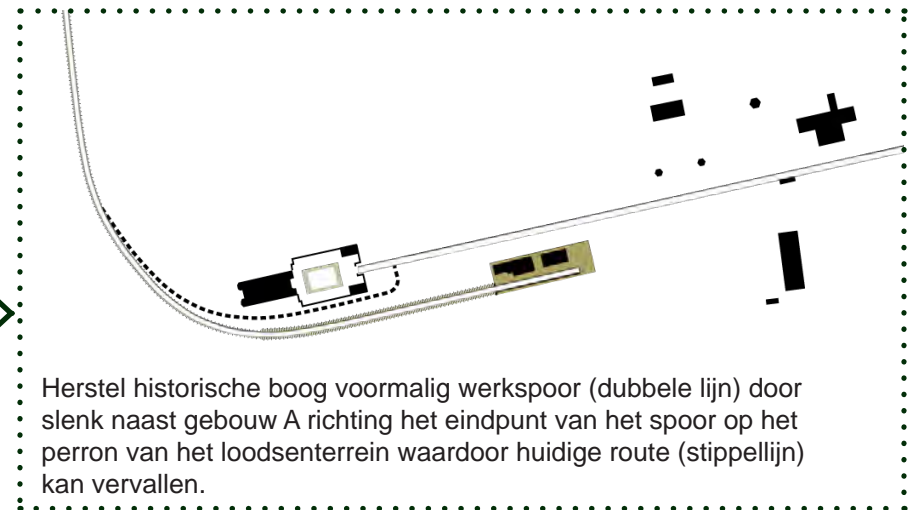 Herstel historische boog voormalig werkspoor (dubbele lijn) door
slenk naast gebouw A richting het eindpunt van het spoor op het
perron van het loodsenterrein waardoor huidige route (stippellijn)
kan vervallen.